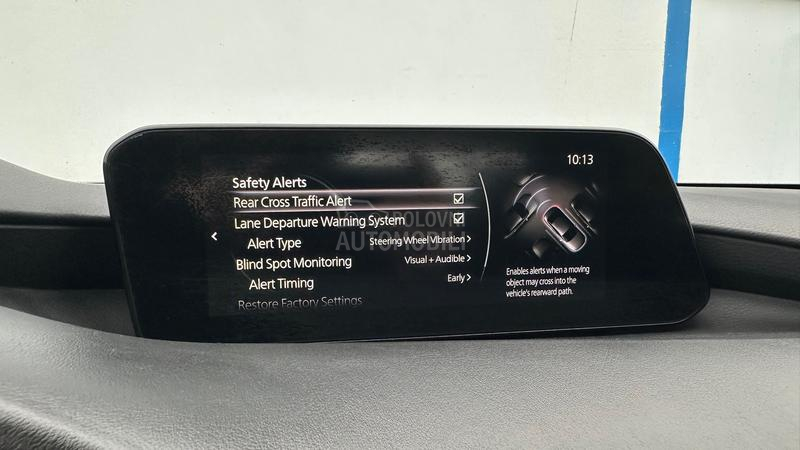 10:13
Safety Alerts
Rear Cross Traffic Alert
Lane Departure Warning System
Alert Type Steering Wheel Vibration
Blind Spot Monitoring Visual + Audible
Alert Timing Early
Restore Factory Settings
Enables alerts when a moving
object may cross into the
vehicle's rearward path.
POLOVNI
AUTOMOBILI